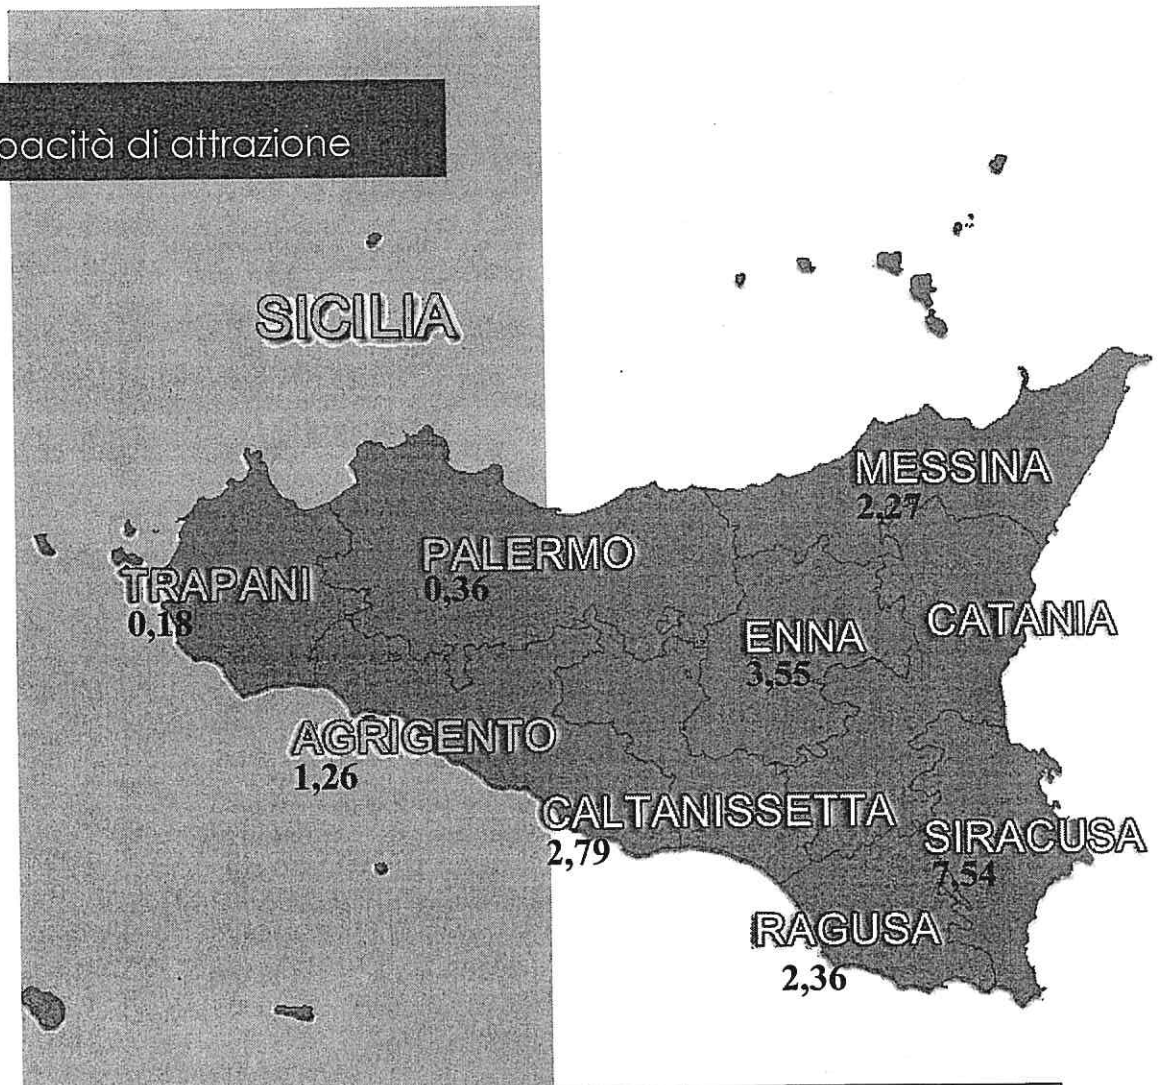 pacità di attrazione
SICILIA
MESSINA
2,27
PALERMO
0,36
TRAPANI
0,18
ENNA
3,55
CATANIA
AGRIGENTO
1,26
CALTANISSETTA
2,79
SIRACUSA
7,54
RAGUSA
2,36